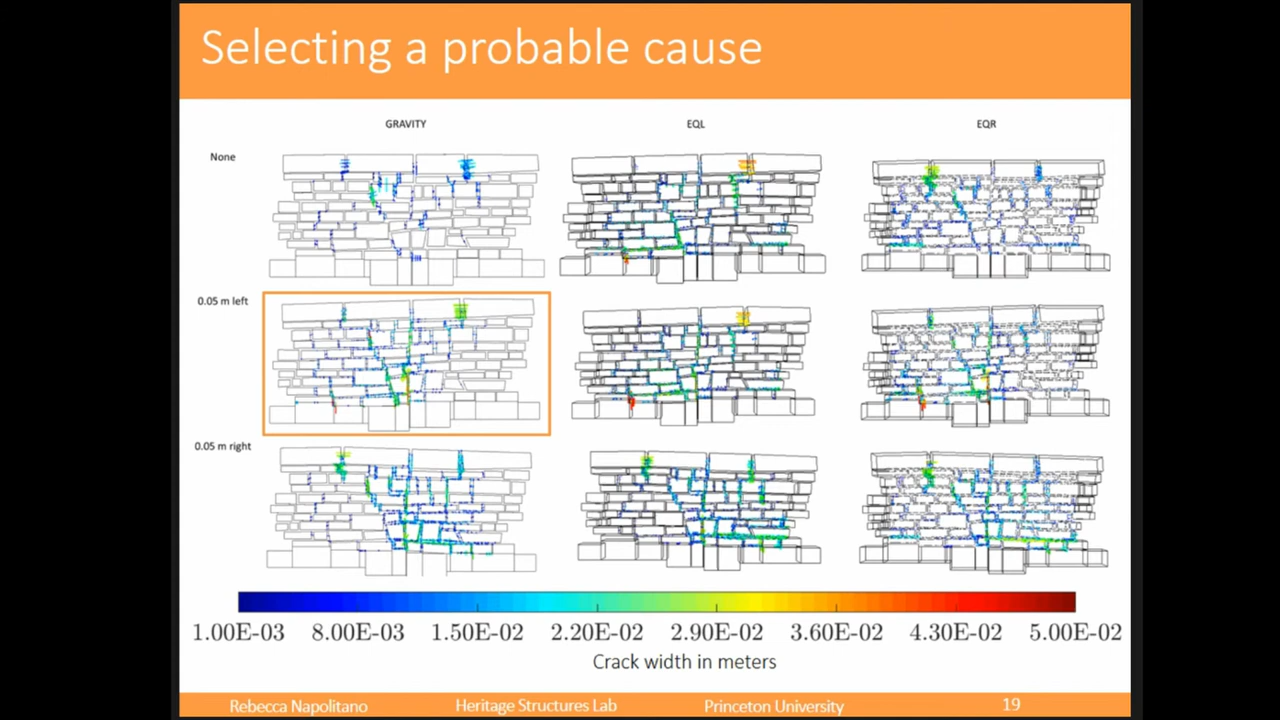 Selecting a probable cause
GRAVITY EQL EQR
None
0.05 m left
0.05 m right
1.00E-03 8.00E-03 1.50E-02 2.20E-02 2.90E-02 3.60E-02 4.30E-02 5.00E-02
Crack width in meters
Rebecca Napolitano Heritage Structures Lab Princeton University 19